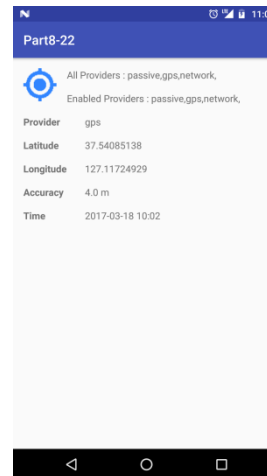 11:0
Part8-22
All Providers : passive,gps,network,
Enabled Providers : passive,gps,network,
Provider gps
Latitude 37.54085138
Longitude 127.11724929
Accuracy 4.0 m
Time 2017-03-18 10:02